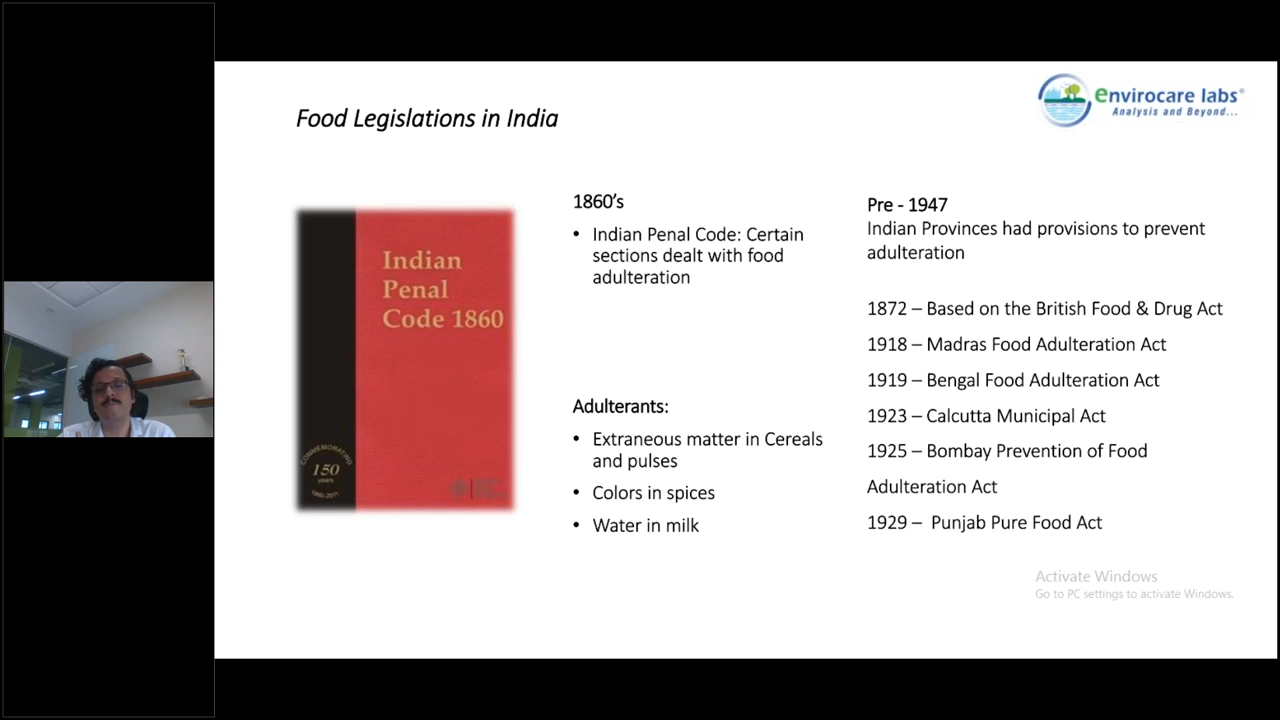 envirocare labs®
Analysis and Beyond...
Food Legislations in India
Indian
Penal
Code 1860
COMMEMORATING
150
years
1860-2011
1860’s
• Indian Penal Code: Certain
sections dealt with food
adulteration
Adulterants:
• Extraneous matter in Cereals
and pulses
• Colors in spices
• Water in milk
Pre - 1947
Indian Provinces had provisions to prevent
adulteration
1872 – Based on the British Food & Drug Act
1918 – Madras Food Adulteration Act
1919 – Bengal Food Adulteration Act
1923 – Calcutta Municipal Act
1925 – Bombay Prevention of Food
Adulteration Act
1929 –  Punjab Pure Food Act
Activate Windows
Go to PC settings to activate Windows.